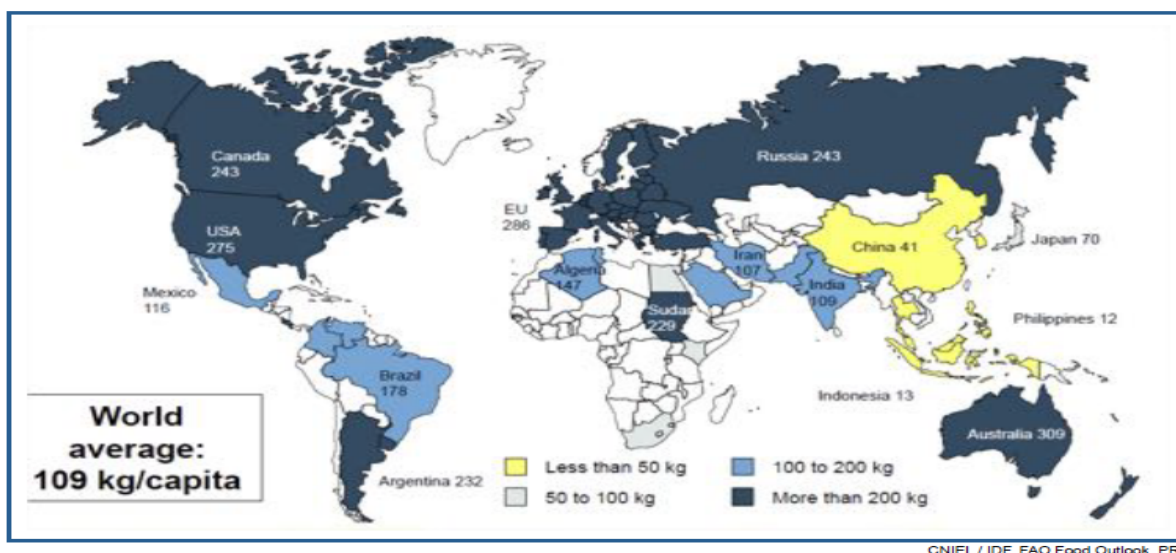 Canada
243
USA
275
Mexico
116
Brazil
178
Argentina 232
EU
286
Algeria
147
Sudan
229
Russia 243
Iran
107
India
109
China 41
Japan 70
Philippines 12
Indonesia 13
Australia 309
World
average:
109 kg/capita
Less than 50 kg
50 to 100 kg
100 to 200 kg
More than 200 kg
CNIEL / IDF, FAO Food Outlook, PR